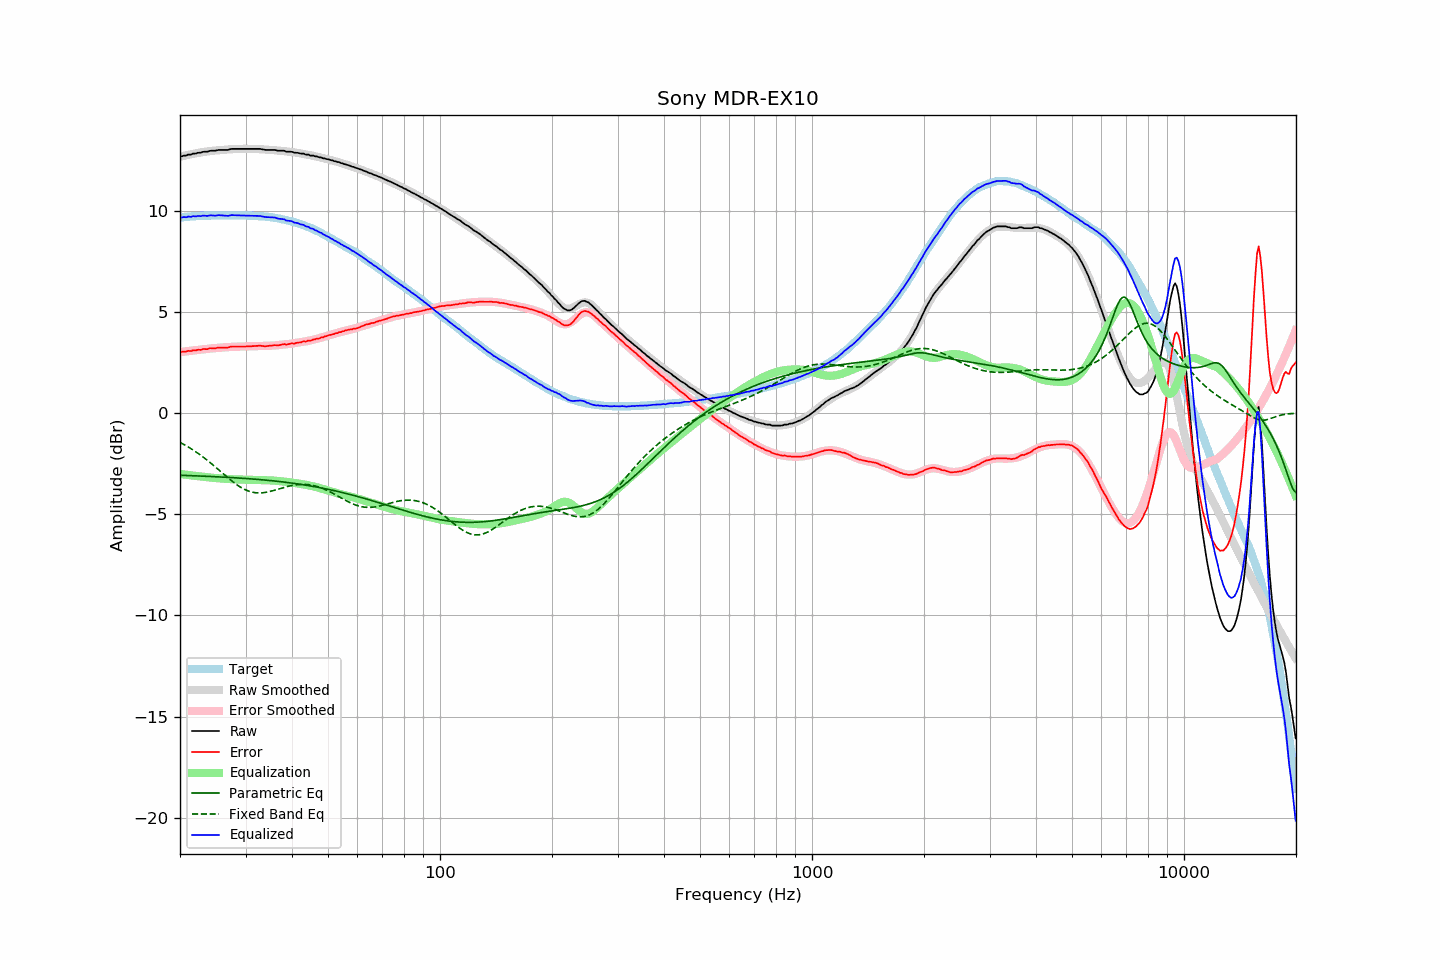 Sony MDR-EX10
Amplitude (dBr)
10
5
0
−5
−10
−15
−20
Target
Raw Smoothed
Error Smoothed
Raw
Error
Equalization
Parametric Eq
Fixed Band Eq
Equalized
100
1000
10000
Frequency (Hz)